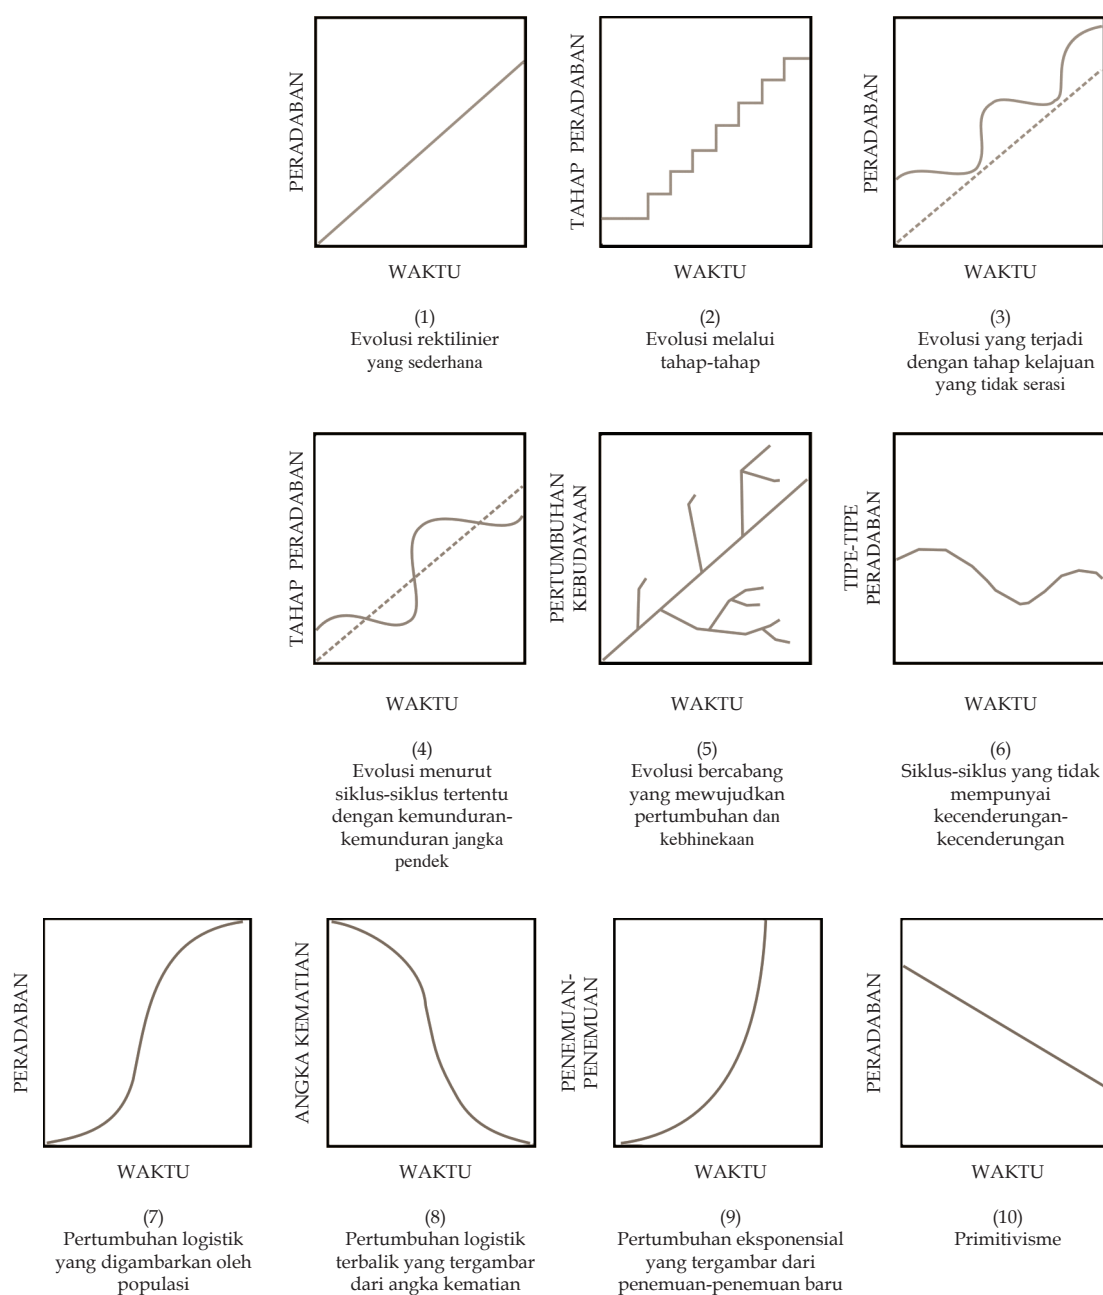 PERADABAN
WAKTU
(1)
Evolusi rektilinier
yang sederhana
TAHAP PERADABAN
WAKTU
(2)
Evolusi melalui
tahap-tahap
PERADABAN
WAKTU
(3)
Evolusi yang terjadi
dengan tahap kelajuan
yang tidak serasi
TAHAP PERADABAN
WAKTU
(4)
Evolusi menurut
siklus-siklus tertentu
dengan kemunduran-
kemunduran jangka
pendek
PERTUMBUHAN
KEBUDAYAAN
WAKTU
(5)
Evolusi bercabang
yang mewujudkan
pertumbuhan dan
kebhinekaan
TIPE-TIPE
PERADABAN
WAKTU
(6)
Siklus-siklus yang tidak
mempunyai
kecenderungan-
kecenderungan
PERADABAN
WAKTU
(7)
Pertumbuhan logistik
yang digambarkan oleh
populasi
ANGKA KEMATIAN
WAKTU
(8)
Pertumbuhan logistik
terbalik yang tergambar
dari angka kematian
PENEMUAN-
PENEMUAN
WAKTU
(9)
Pertumbuhan eksponensial
yang tergambar dari
penemuan-penemuan baru
PERADABAN
WAKTU
(10)
Primitivisme